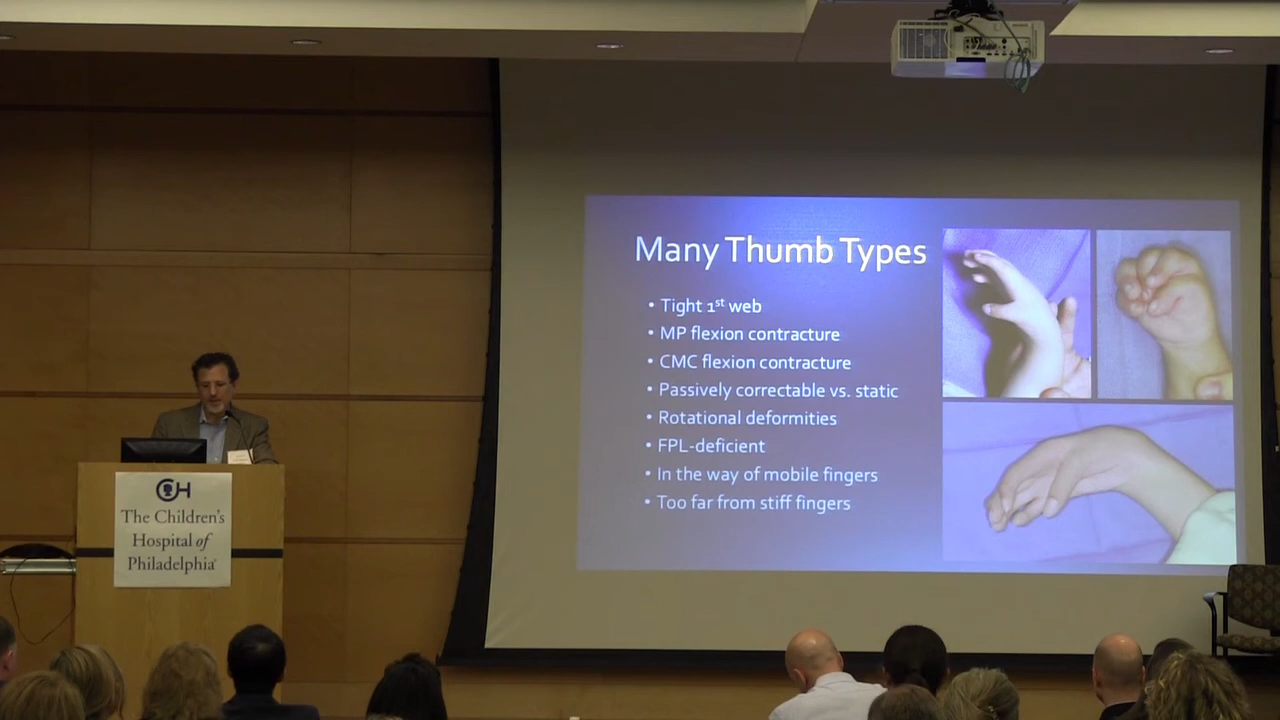 Many Thumb Types
• Tight 1st web
• MP flexion contracture
• CMC flexion contracture
• Passively correctable vs. static
• Rotational deformities
• FPL-deficient
• In the way of mobile fingers
• Too far from stiff fingers
CH
The Children's
Hospital of
Philadelphia